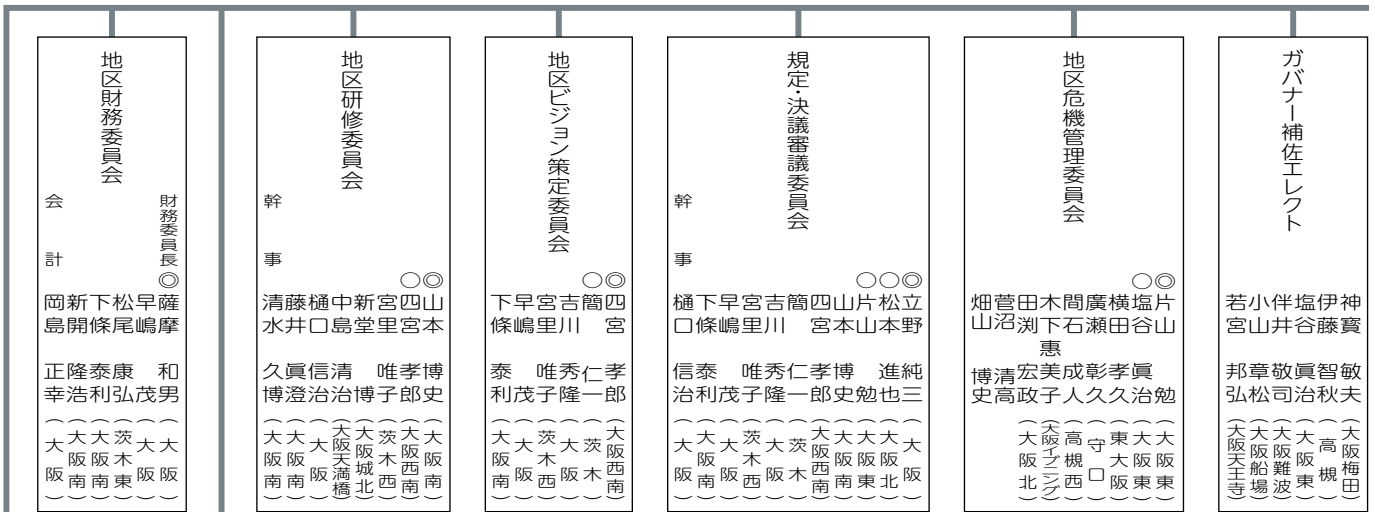 ガバナー補佐エレクト
神寳 敏夫（大阪梅田）
伊藤 智秋（高槻）
塩谷 眞治（大阪東）
伴井 敬司（大阪難波）
小山 章松（大阪船場）
若宮 邦弘（大阪天王寺）
地区危機管理委員会
◎片山 勉（大阪東）
○塩谷 眞治（大阪東）
横田 孝久（東大阪）
廣瀬 彰久（守口）
間石 成人（高槻西）
木下恵美子（大阪イブニング）
田渕 宏政（大阪北）
菅沼 清高
畑山 博史
規定・決議審議委員会
◎立野 純三（大阪）
○松本 進也（大阪北）
○片山 勉（大阪東）
山本 博史（大阪南）
四宮 孝郎（大阪西南）
簡 仁一（茨木）
吉川 秀隆（大阪）
宮里 唯子（茨木西）
早嶋 茂（大阪）
下條 泰利（大阪南）
幹事 樋口 信治（大阪）
地区ビジョン策定委員会
◎四宮 孝郎（大阪西南）
○簡 仁一（茨木）
吉川 秀隆（大阪）
宮里 唯子（茨木西）
早嶋 茂（大阪）
下條 泰利（大阪南）
地区研修委員会
◎山本 博史（大阪南）
○四宮 孝郎（大阪西南）
宮里 唯子（茨木西）
新堂 博（大阪城北）
中島 清治（大阪天満橋）
樋口 信治（大阪）
藤井 眞澄（大阪南）
幹事 清水 久博（大阪南）
地区財務委員会
財務委員長 ◎薩摩 和男（大阪）
早嶋 茂（大阪）
松尾 康弘（茨木東）
下條 泰利（大阪南）
新開 隆浩（大阪南）
会計 岡島 正幸（大阪）